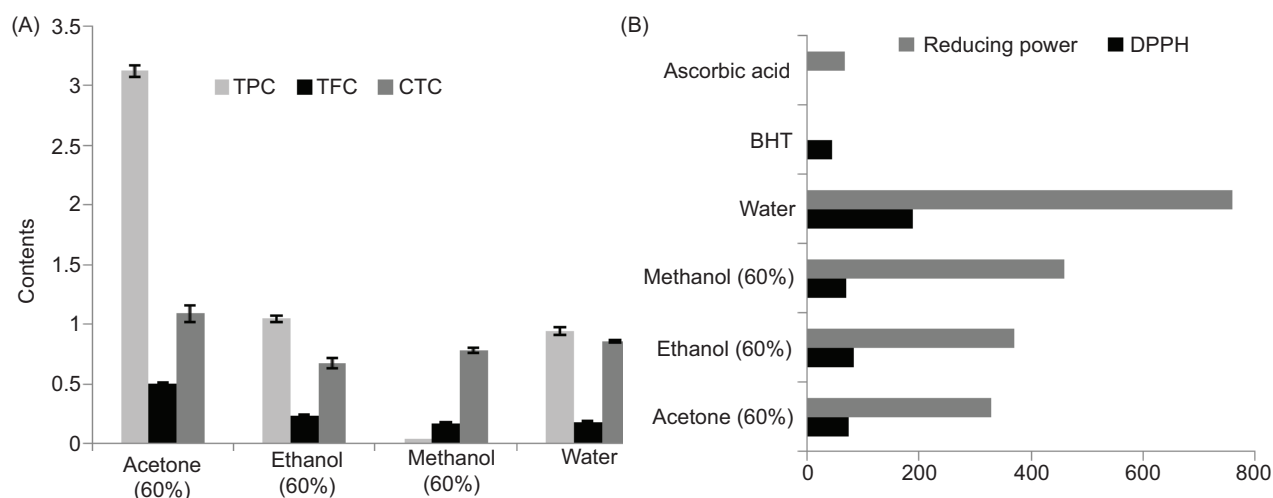 (A)
3.5
3
2.5
2
1.5
1
0.5
0
Contents
TPC TFC CTC
Acetone
(60%)
Ethanol
(60%)
Methanol
(60%)
Water
(B)
Reducing power DPPH
Ascorbic acid
BHT
Water
Methanol (60%)
Ethanol (60%)
Acetone (60%)
0 200 400 600 800